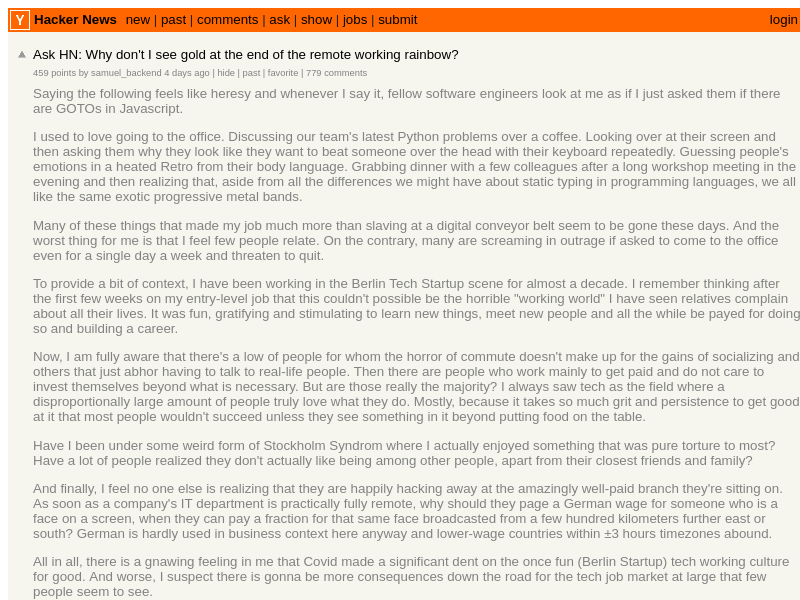 Y Hacker News new | past | comments | ask | show | jobs | submit login
Ask HN: Why don't I see gold at the end of the remote working rainbow?
459 points by samuel_backend 4 days ago | hide | past | favorite | 779 comments
Saying the following feels like heresy and whenever I say it, fellow software engineers look at me as if I just asked them if there
are GOTOs in Javascript.
I used to love going to the office. Discussing our team's latest Python problems over a coffee. Looking over at their screen and
then asking them why they look like they want to beat someone over the head with their keyboard repeatedly. Guessing people's
emotions in a heated Retro from their body language. Grabbing dinner with a few colleagues after a long workshop meeting in the
evening and then realizing that, aside from all the differences we might have about static typing in programming languages, we all
like the same exotic progressive metal bands.
Many of these things that made my job much more than slaving at a digital conveyor belt seem to be gone these days. And the
worst thing for me is that I feel few people relate. On the contrary, many are screaming in outrage if asked to come to the office
even for a single day a week and threaten to quit.
To provide a bit of context, I have been working in the Berlin Tech Startup scene for almost a decade. I remember thinking after
the first few weeks on my entry-level job that this couldn't possible be the horrible "working world" I have seen relatives complain
about all their lives. It was fun, gratifying and stimulating to learn new things, meet new people and all the while be payed for doing
so and building a career.
Now, I am fully aware that there's a low of people for whom the horror of commute doesn't make up for the gains of socializing and
others that just abhor having to talk to real-life people. Then there are people who work mainly to get paid and do not care to
invest themselves beyond what is necessary. But are those really the majority? I always saw tech as the field where a
disproportionally large amount of people truly love what they do. Mostly, because it takes so much grit and persistence to get good
at it that most people wouldn't succeed unless they see something in it beyond putting food on the table.
Have I been under some weird form of Stockholm Syndrom where I actually enjoyed something that was pure torture to most?
Have a lot of people realized they don't actually like being among other people, apart from their closest friends and family?
And finally, I feel no one else is realizing that they are happily hacking away at the amazingly well-paid branch they're sitting on.
As soon as a company's IT department is practically fully remote, why should they page a German wage for someone who is a
face on a screen, when they can pay a fraction for that same face broadcasted from a few hundred kilometers further east or
south? German is hardly used in business context here anyway and lower-wage countries within ±3 hours timezones abound.
All in all, there is a gnawing feeling in me that Covid made a significant dent on the once fun (Berlin Startup) tech working culture
for good. And worse, I suspect there is gonna be more consequences down the road for the tech job market at large that few
people seem to see.